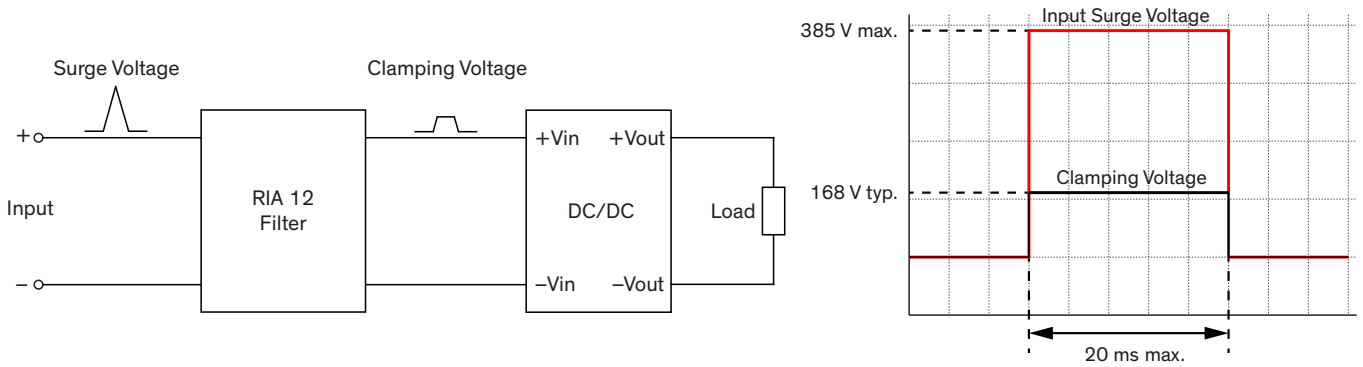 Surge Voltage
Clamping Voltage
+
Input
−
RIA 12
Filter
+Vin
+Vout
DC/DC
−Vin
−Vout
Load
Input Surge Voltage
385 V max.
Clamping Voltage
168 V typ.
20 ms max.